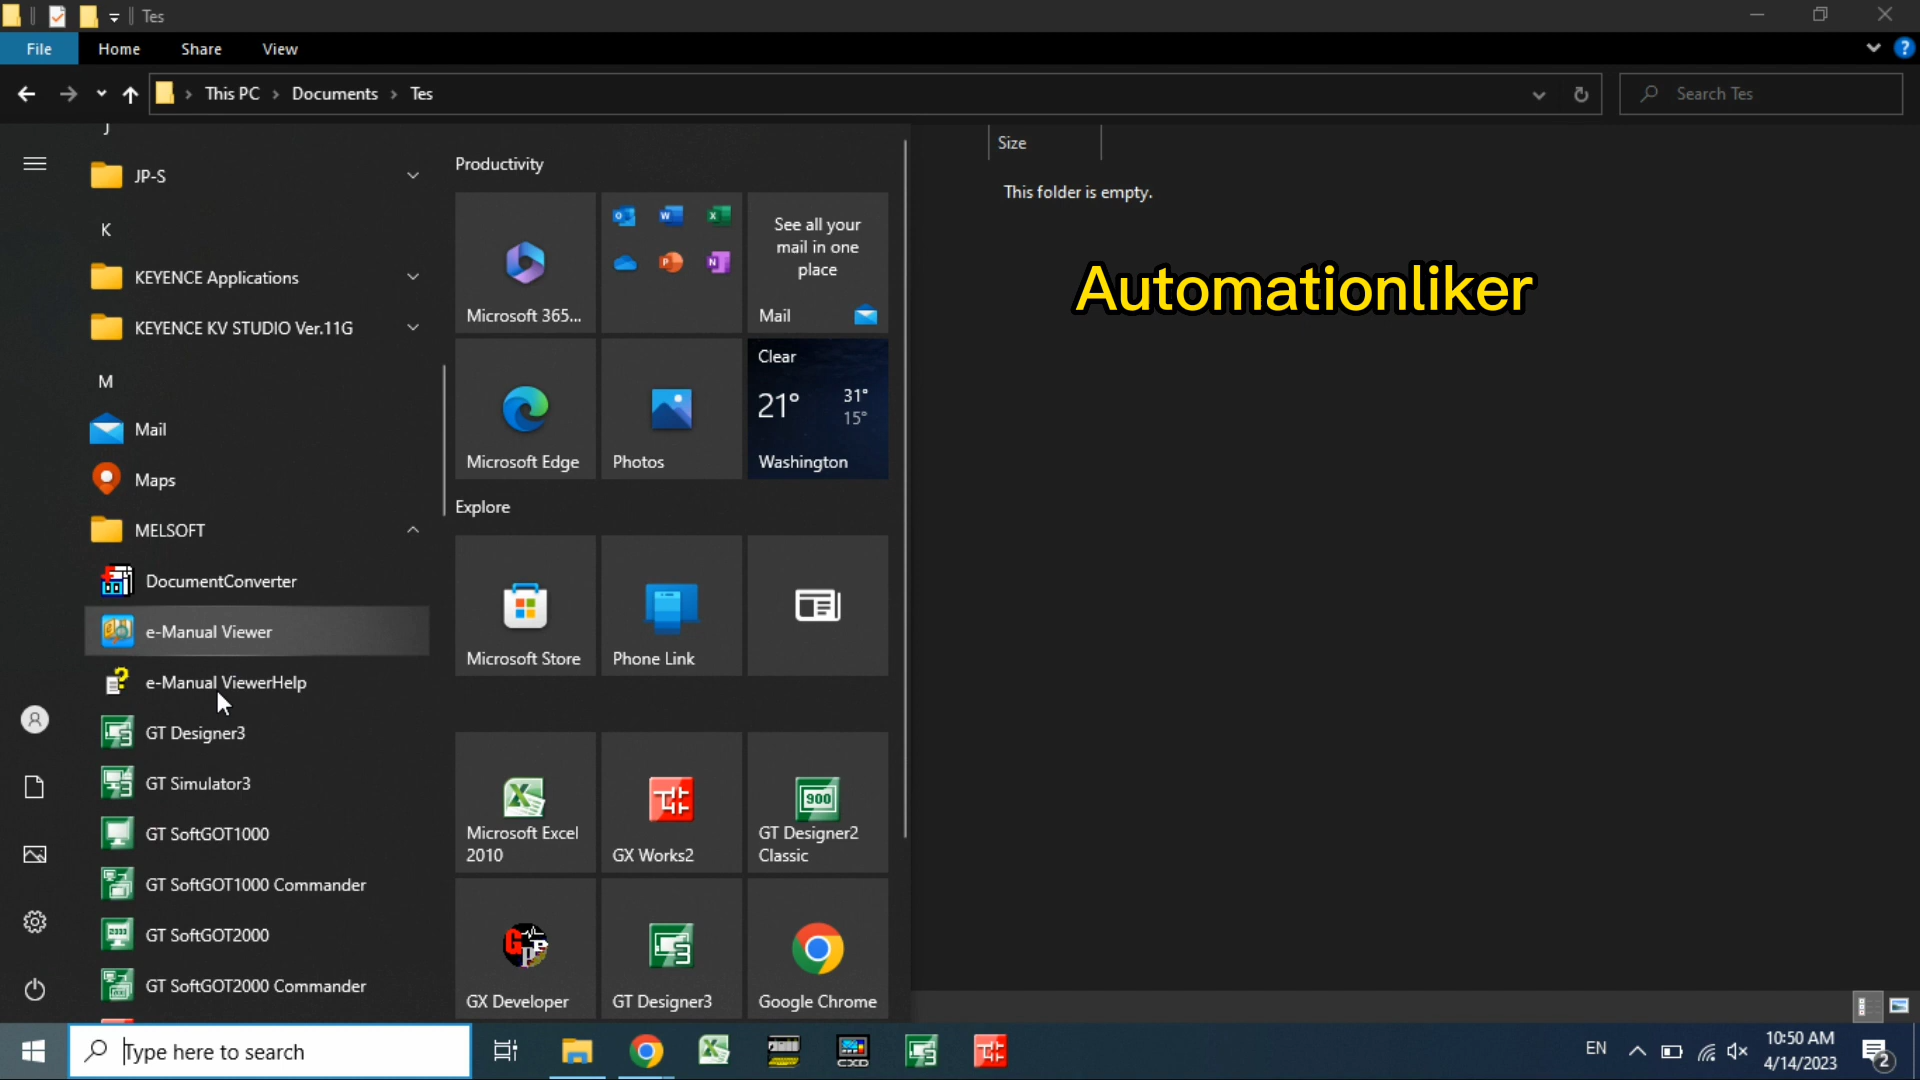 Tes
File
Home
Share
View
This PC
Documents
Tes
Search Tes
J
JP-S
K
KEYENCE Applications
KEYENCE KV STUDIO Ver.11G
M
Mail
Maps
MELSOFT
DocumentConverter
e-Manual Viewer
e-Manual ViewerHelp
GT Designer3
GT Simulator3
GT SoftGOT1000
GT SoftGOT1000 Commander
GT SoftGOT2000
GT SoftGOT2000 Commander
Productivity
Microsoft 365...
See all your
mail in one
place
Mail
Microsoft Edge
Photos
Clear
21°
31°
15°
Washington
Explore
Microsoft Store
Phone Link
Microsoft Excel
2010
GX Works2
900
GT Designer2
Classic
GX Developer
GT Designer3
Google Chrome
Size
This folder is empty.
Automationliker
Type here to search
CXD
EN
10:50 AM
4/14/2023
2